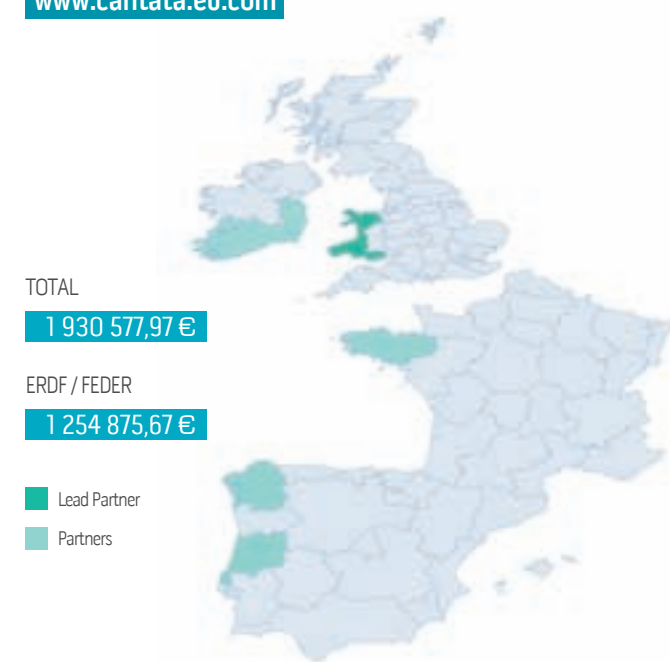 www.cantata.eu.com
TOTAL
1 930 577,97 €
ERDF / FEDER
1 254 875,67 €
Lead Partner
Partners